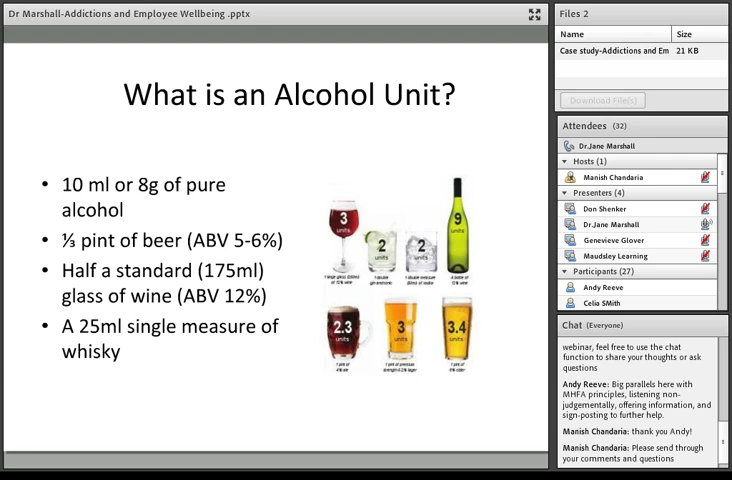 Dr Marshall-Addictions and Employee Wellbeing .pptx
What is an Alcohol Unit?
• 10 ml or 8g of pure
alcohol
• ⅓ pint of beer (ABV 5-6%)
• Half a standard (175ml)
glass of wine (ABV 12%)
• A 25ml single measure of
whisky
3
units
2
units
2
units
9
units
2.3
units
3
units
3.4
units
Files 2
Name Size
Case study-Addictions and Em 21 KB
Download File(s)
Attendees (32)
Dr.Jane Marshall
Hosts (1)
Manish Chandaria
Presenters (4)
Don Shenker
Dr.Jane Marshall
Genevieve Glover
Maudsley Learning
Participants (27)
Andy Reeve
Celia SMith
Chat (Everyone)
webinar, feel free to use the chat
function to share your thoughts or ask
questions
Andy Reeve: Big parallels here with
MHFA principles, listening non-
judgementally, offering information, and
sign-posting to further help.
Manish Chandaria: thank you Andy!
Manish Chandaria: Please send through
your comments and questions